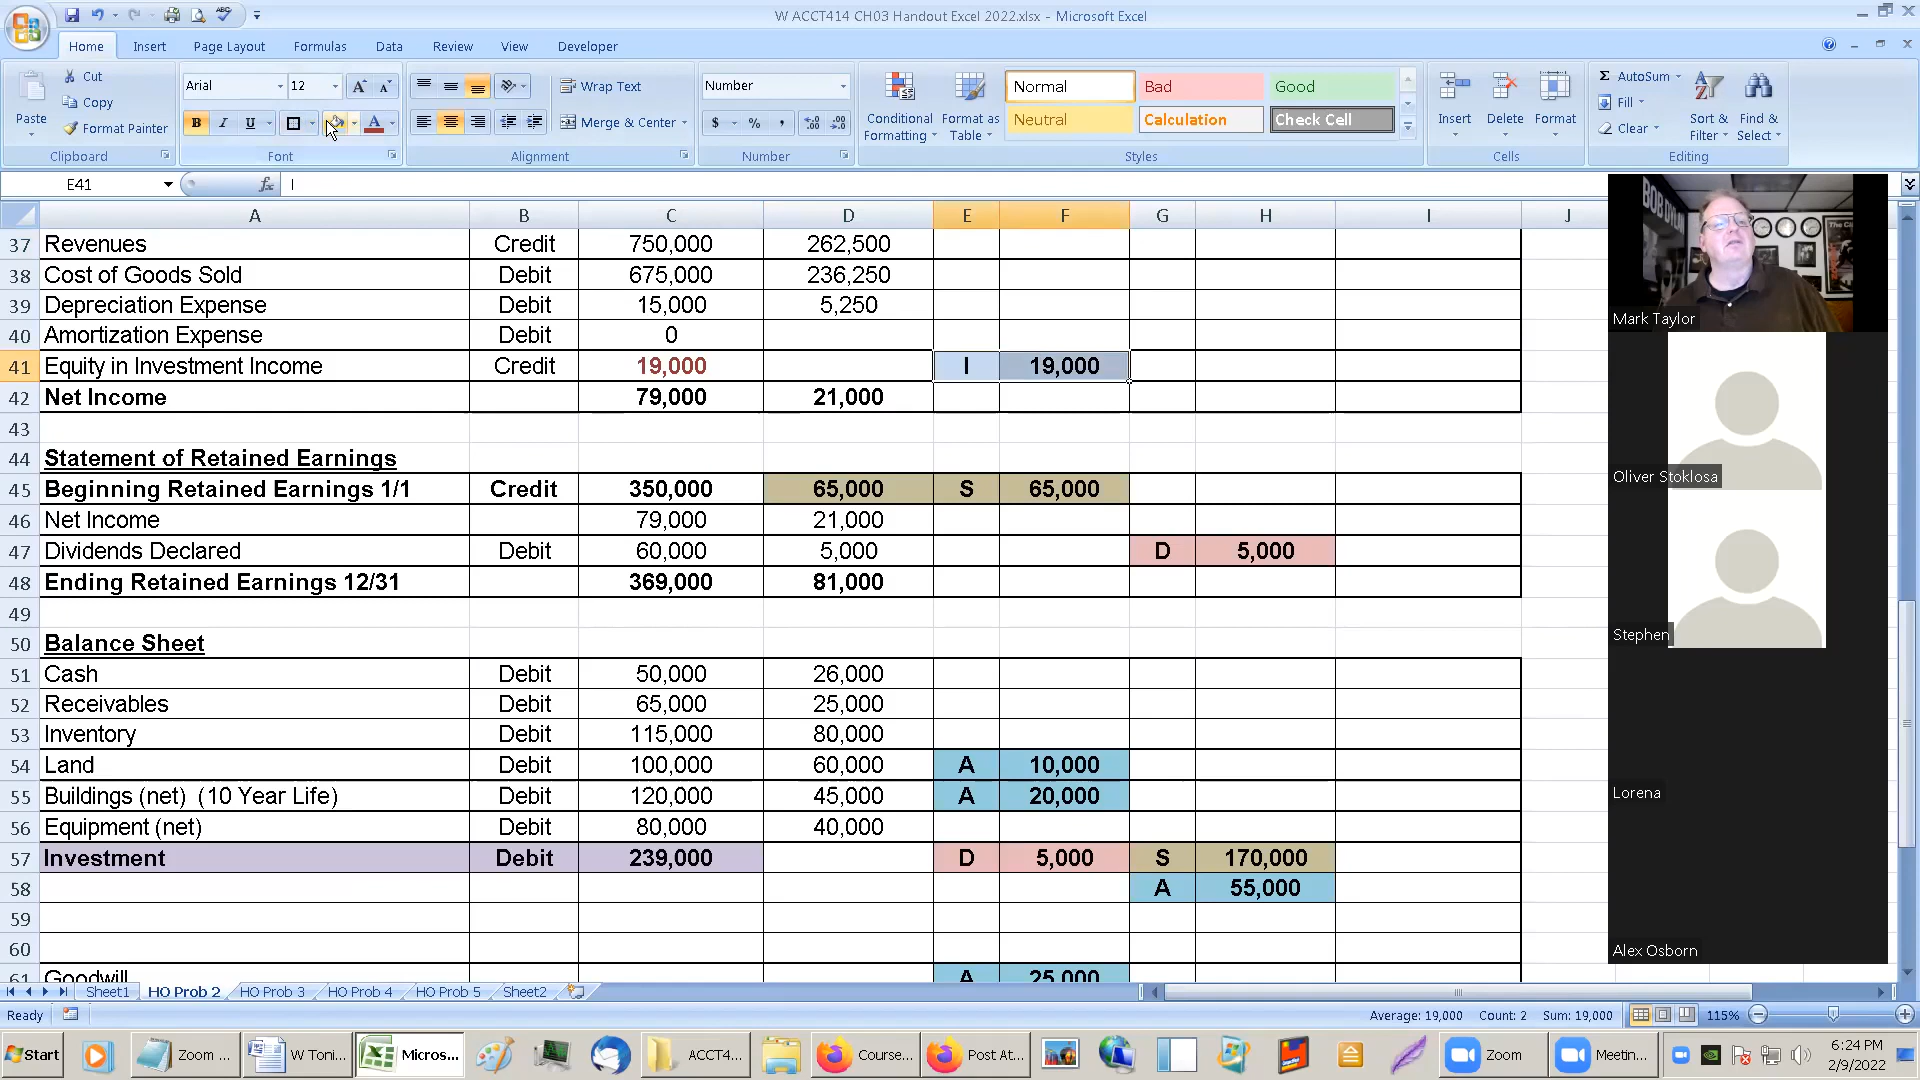 W ACCT414 CH03 Handout Excel 2022.xlsx - Microsoft Excel
Home Insert Page Layout Formulas Data Review View Developer
Paste Cut Copy Format Painter Clipboard
Arial 12 B I U A Font
Wrap Text Merge & Center Alignment
Number $ % , Number
Conditional Formatting Format as Table Normal Bad Good Neutral Calculation Check Cell Styles
Insert Delete Format Cells
Σ AutoSum Fill Clear Sort & Filter Find & Select Editing
E41 fx I
A B C D E F G H I J
37 Revenues Credit 750,000 262,500
38 Cost of Goods Sold Debit 675,000 236,250
39 Depreciation Expense Debit 15,000 5,250
40 Amortization Expense Debit 0
41 Equity in Investment Income Credit 19,000 I 19,000
42 Net Income 79,000 21,000
43
44 Statement of Retained Earnings
45 Beginning Retained Earnings 1/1 Credit 350,000 65,000 S 65,000
46 Net Income 79,000 21,000
47 Dividends Declared Debit 60,000 5,000 D 5,000
48 Ending Retained Earnings 12/31 369,000 81,000
49
50 Balance Sheet
51 Cash Debit 50,000 26,000
52 Receivables Debit 65,000 25,000
53 Inventory Debit 115,000 80,000
54 Land Debit 100,000 60,000 A 10,000
55 Buildings (net) (10 Year Life) Debit 120,000 45,000 A 20,000
56 Equipment (net) Debit 80,000 40,000
57 Investment Debit 239,000 D 5,000 S 170,000
58 A 55,000
59
60
61 Goodwill A 25,000
BOB DYLAN
Mark Taylor
Oliver Stoklosa
Stephen
Lorena
Alex Osborn
Sheet1 HO Prob 2 HO Prob 3 HO Prob 4 HO Prob 5 Sheet2
Ready Average: 19,000 Count: 2 Sum: 19,000 115%
Start Zoom ... W Toni... Micros... ACCT4... Course... Post At... Zoom Meetin... 6:24 PM
2/9/2022